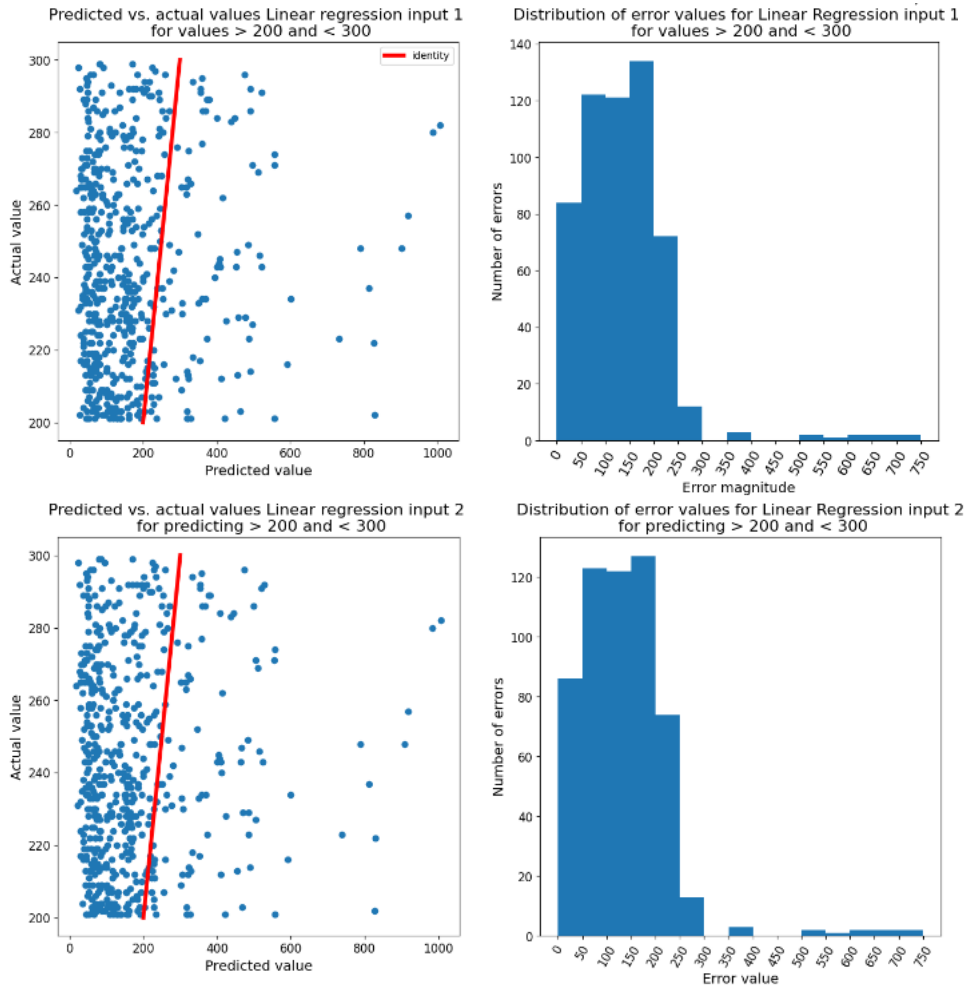 Predicted vs. actual values Linear regression input 1
for values > 200 and < 300
identity
Actual value
300
280
260
240
220
200
0 200 400 600 800 1000
Predicted value
Distribution of error values for Linear Regression input 1
for values > 200 and < 300
Number of errors
140
120
100
80
60
40
20
0
0 50 100 150 200 250 300 350 400 450 500 550 600 650 700 750
Error magnitude
Predicted vs. actual values Linear regression input 2
for predicting > 200 and < 300
Actual value
300
280
260
240
220
200
0 200 400 600 800 1000
Predicted value
Distribution of error values for Linear Regression input 2
for predicting > 200 and < 300
Number of errors
120
100
80
60
40
20
0
0 50 100 150 200 250 300 350 400 450 500 550 600 650 700 750
Error value